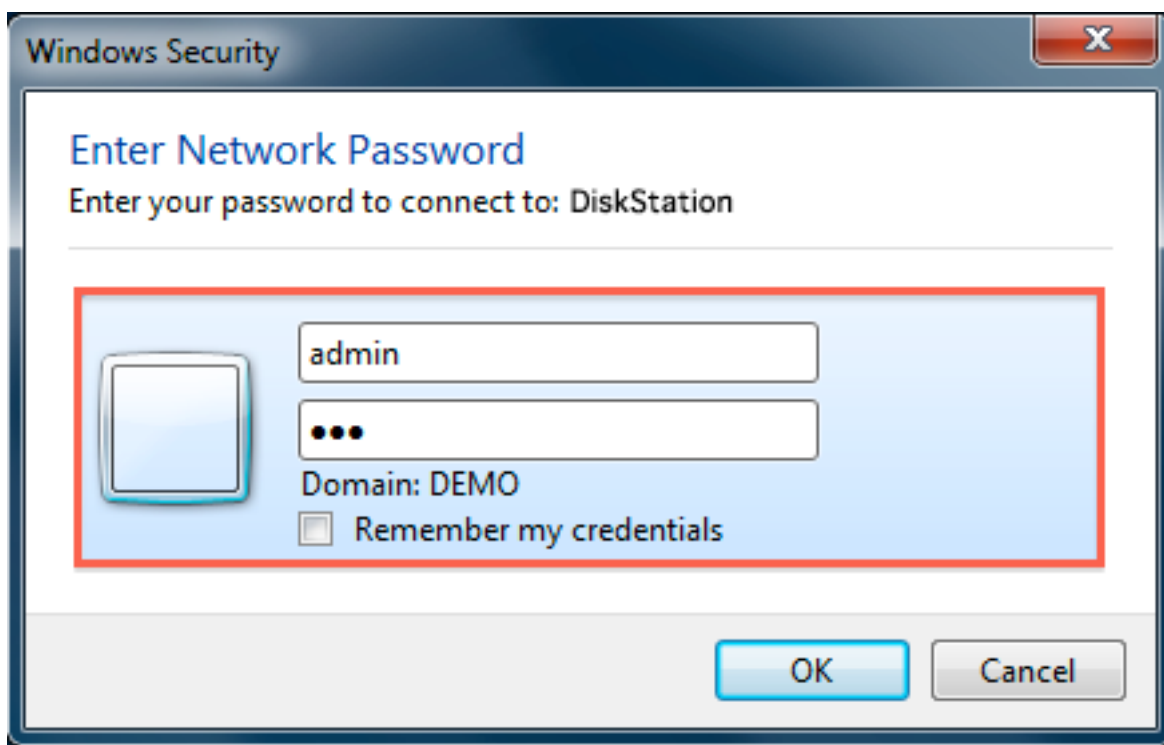 Windows Security
Enter Network Password
Enter your password to connect to: DiskStation
admin
•••
Domain: DEMO
Remember my credentials
OK
Cancel